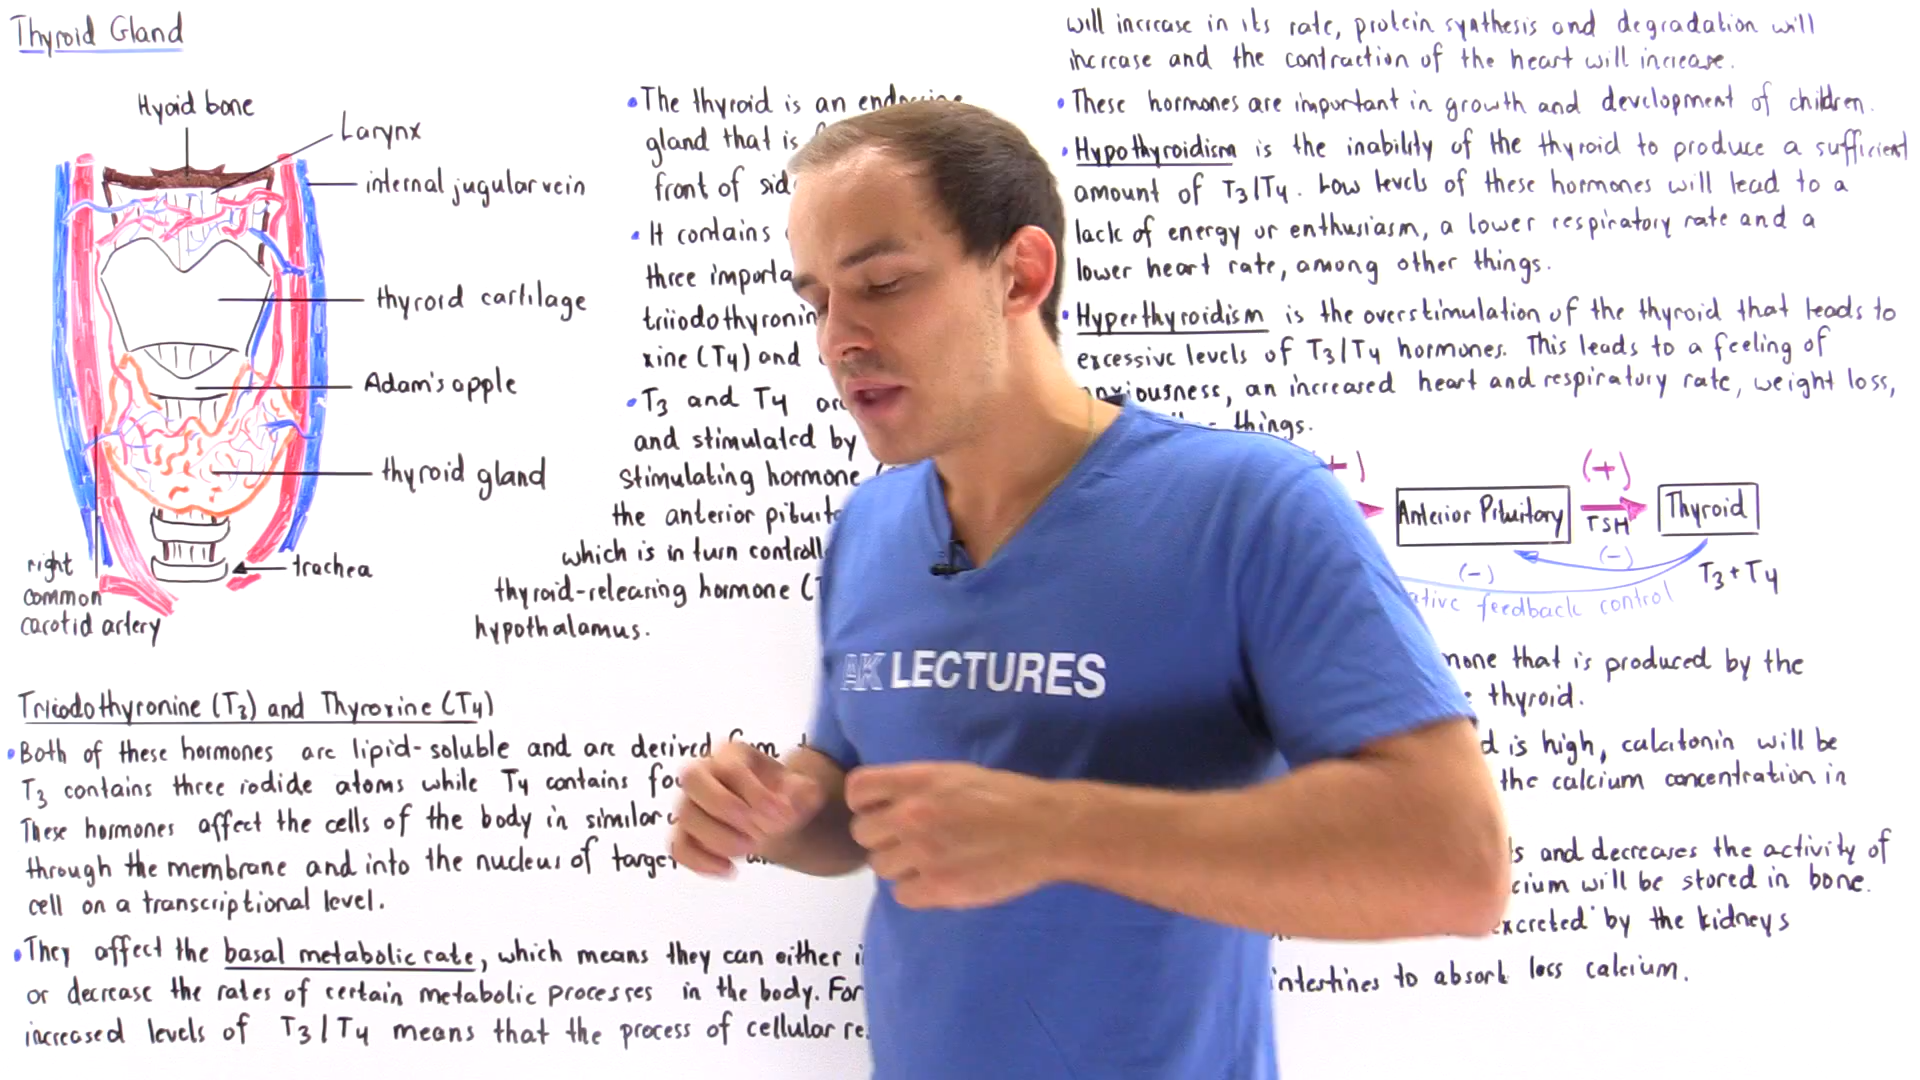 Thyroid Gland
Hyoid bone
Larynx
internal jugular vein
thyroid cartilage
Adam's apple
thyroid gland
trachea
right
common
carotid artery
•The thyroid is an endocrine
gland that is
front of
•It contains
three
triiodothyronin
xine (T4) and
•T3 and T4
and stimulated by
stimulating hormone
the anterior
which is in turn
thyroid-releasing hormone
hypothalamus.
Triiodothyronine (T3) and Thyroxine (T4)
•Both of these hormones are lipid-soluble and are derived from
T3 contains three iodide atoms while T4 contains
These hormones affect the cells of the body in similar
through the membrane and into the nucleus of
cell on a transcriptional level.
•They affect the basal metabolic rate, which means they can either
or decrease the rates of certain metabolic processes in the body. For
increased levels of T3/T4 means that the process of cellular
will increase in its rate, protein synthesis and degradation will
increase and the contraction of the heart will increase.
•These hormones are important in growth and development of children.
•Hypothyroidism is the inability of the thyroid to produce a sufficient
amount of T3/T4. Low levels of these hormones will lead to a
lack of energy or enthusiasm, a lower respiratory rate and a
lower heart rate, among other things.
•Hyperthyroidism is the overstimulation of the thyroid that leads to
excessive levels of T3/T4 hormones. This leads to a feeling of
an increased heart and respiratory rate, weight loss,
things.
(+)
Anterior Pituitary
TSH
Thyroid
(-)
(-)
T3 + T4
feedback control
that is produced by the
thyroid.
is high, calcitonin will be
the calcium concentration in
and decreases the activity of
will be stored in bone.
excreted by the kidneys
intestines to absorb less calcium.
AK LECTURES